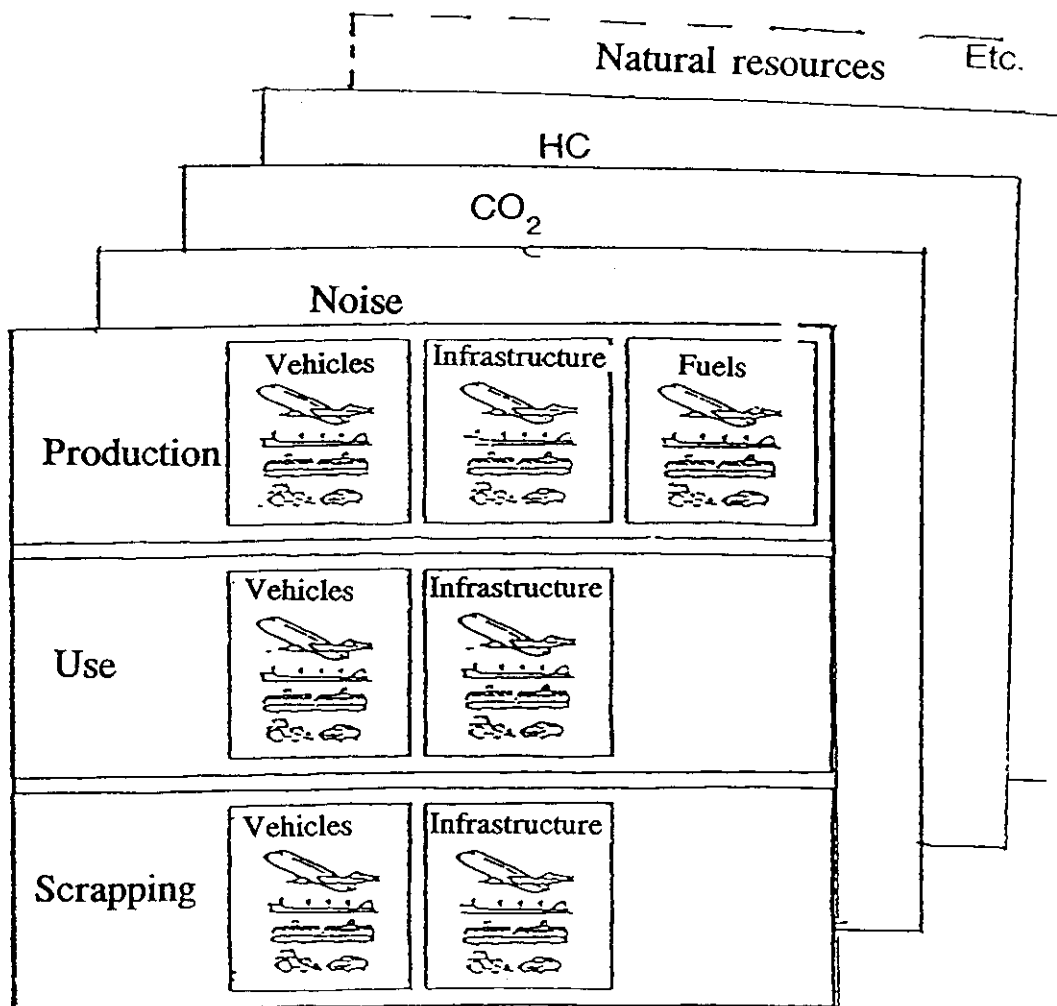 Natural resources Etc.
HC
CO₂
Noise
Vehicles Infrastructure Fuels
Production
Vehicles Infrastructure
Use
Vehicles Infrastructure
Scrapping